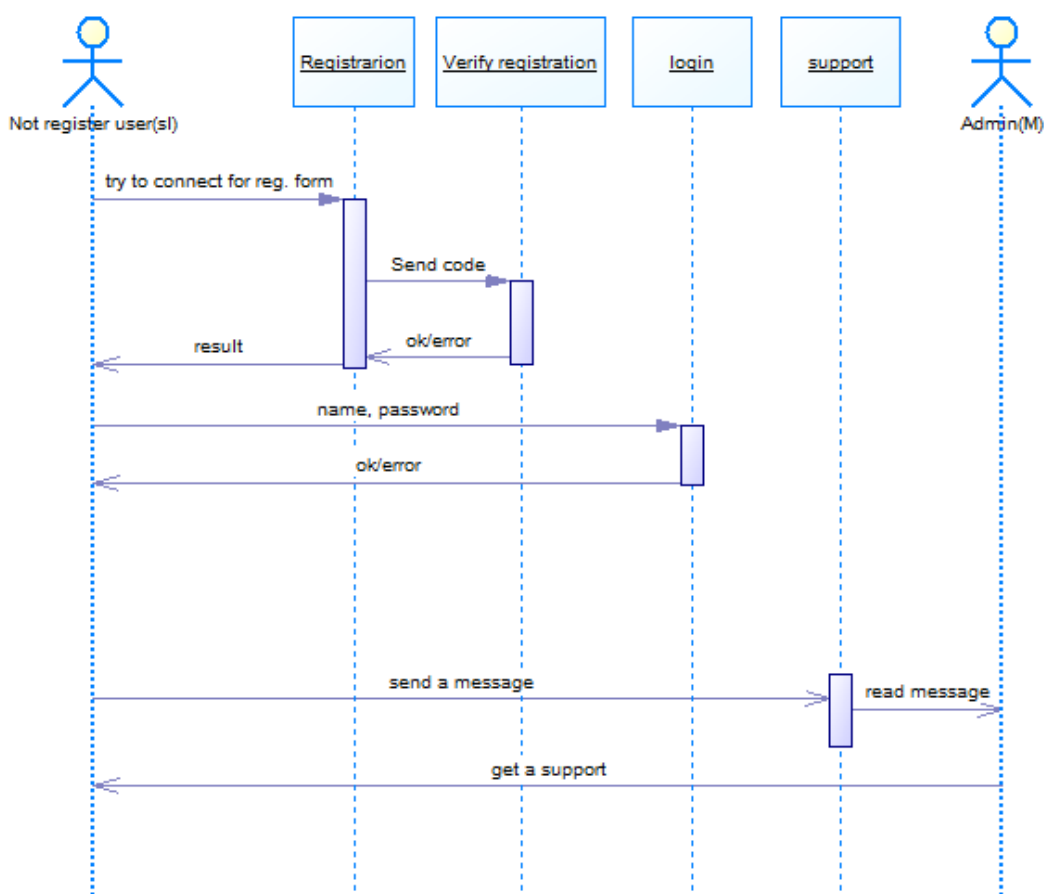 Registrarion
Verify registration
login
support
Not register user(sl)
Admin(M)
try to connect for reg. form
Send code
ok/error
result
name, password
ok/error
send a message
read message
get a support